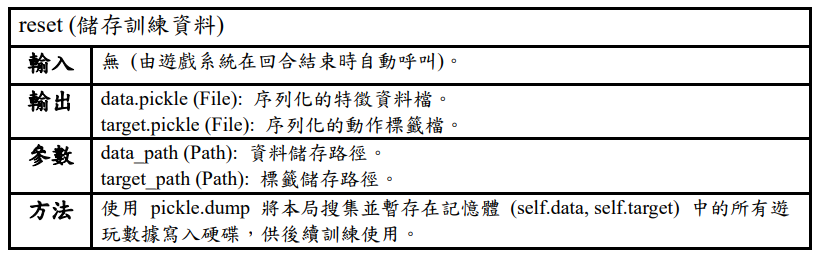 reset (儲存訓練資料)
輸入
無 (由遊戲系統在回合結束時自動呼叫)。
輸出
data.pickle (File): 序列化的特徵資料檔。
target.pickle (File): 序列化的動作標籤檔。
參數
data_path (Path): 資料儲存路徑。
target_path (Path): 標籤儲存路徑。
方法
使用 pickle.dump 將本局搜集並暫存在記憶體 (self.data, self.target) 中的所有遊
玩數據寫入硬碟，供後續訓練使用。